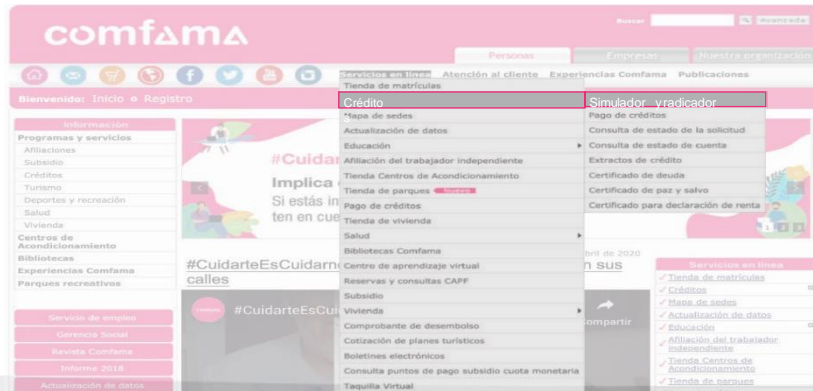 Buscar
Avanzada
comfama
Personas
Empresas
Nuestra organización
Servicios en línea Atención al cliente Experiencias Comfama Publicaciones
Bienvenido: Inicio o Registro
Tienda de matrículas
Crédito
Mapa de sedes
Actualización de datos
Educación
Afiliación del trabajador independiente
Tienda Centros de Acondicionamiento
Tienda de parques Nuevo
Pago de créditos
Tienda de vivienda
Salud
Bibliotecas Comfama
Centro de aprendizaje virtual
Reservas y consultas CAPF
Subsidio
Vivienda
Comprobante de desembolso
Cotización de planes turísticos
Boletines electrónicos
Consulta puntos de pago subsidio cuota monetaria
Taquilla Virtual
Simulador y radicador
Pago de créditos
Consulta de estado de la solicitud
Consulta de estado de cuenta
Extractos de crédito
Certificado de deuda
Certificado de paz y salvo
Certificado para declaración de renta
Información
Programas y servicios
Afiliaciones
Subsidio
Créditos
Turismo
Deportes y recreación
Salud
Vivienda
Centros de
Acondicionamiento
Bibliotecas
Experiencias Comfama
Parques recreativos
Servicio de empleo
Gerencia Social
Revista Comfama
Informe 2018
Actualización de datos
#Cuidar
Implica
Si estás in
ten en cue
1 2 3
bril de 2020
#CuidarteEsCuidarn
n sus
calles
#CuidarteEsCui
Compartir
Servicios en línea
Tienda de matrículas
Créditos
Mapa de sedes
Actualización de datos
Educación
Afiliación del trabajador
independiente
Tienda Centros de
Acondicionamiento
Tienda de parques